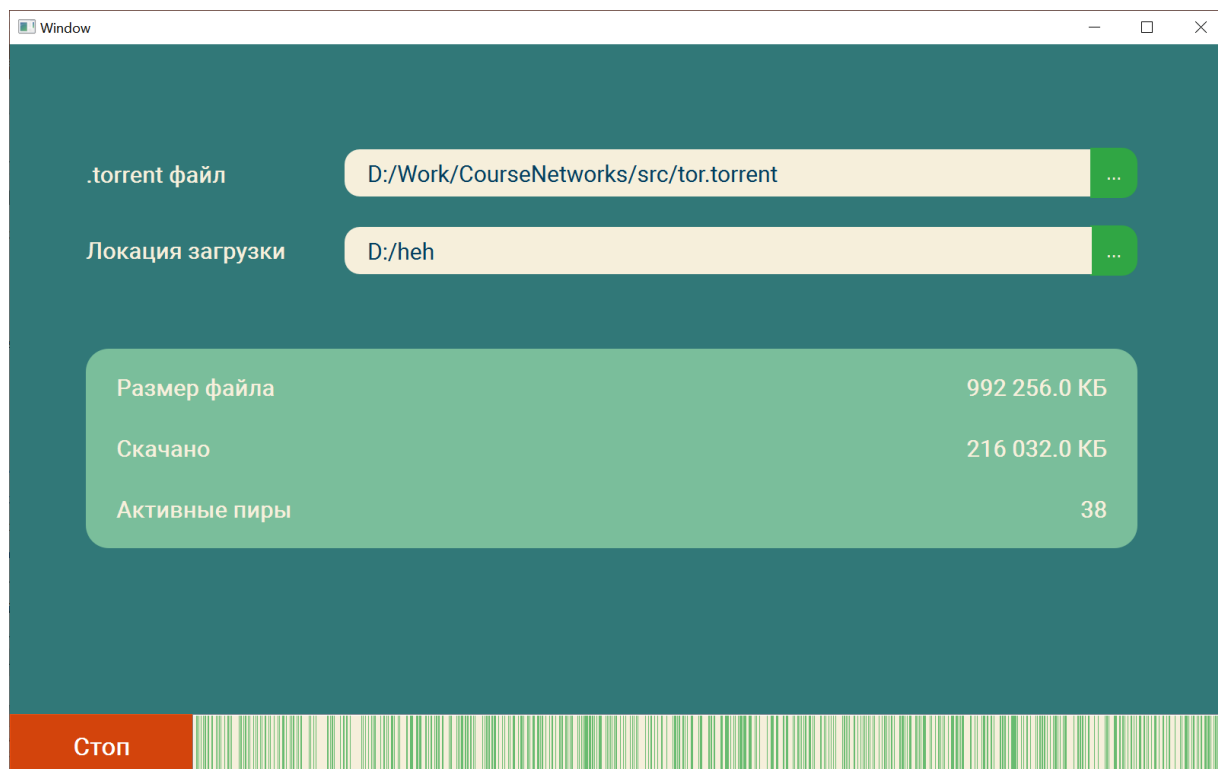 Window
.torrent файл D:/Work/CourseNetworks/src/tor.torrent ...
Локация загрузки D:/heh ...
Размер файла 992 256.0 КБ
Скачано 216 032.0 КБ
Активные пиры 38
Стоп